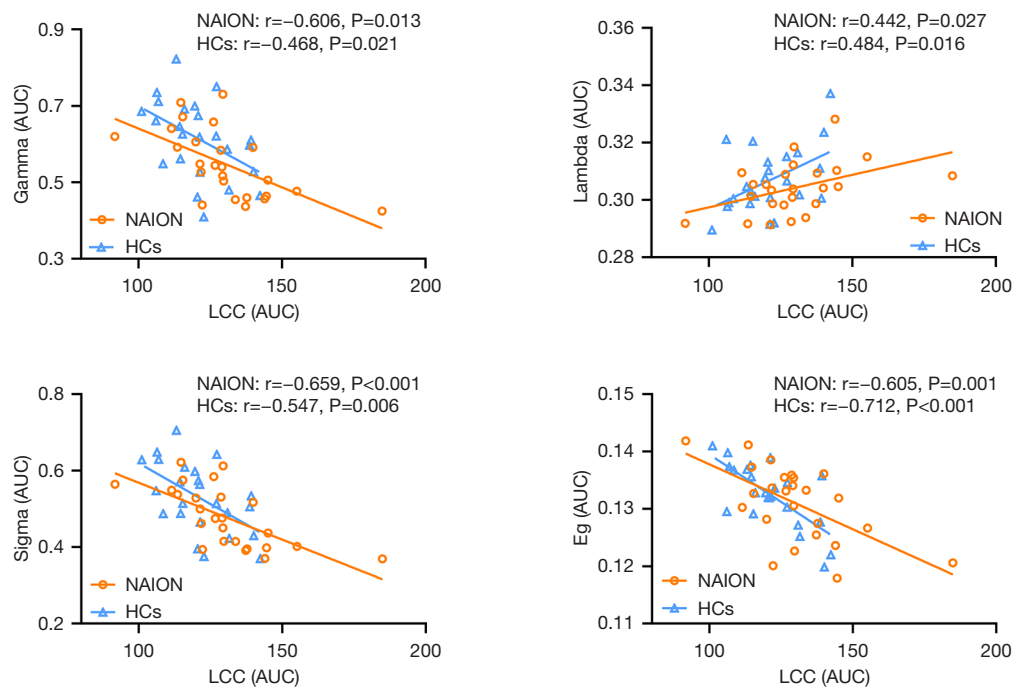 NAION: r=−0.606, P=0.013
HCs: r=−0.468, P=0.021
0.9
0.7
0.5
0.3
Gamma (AUC)
NAION
HCs
100
150
200
LCC (AUC)
NAION: r=0.442, P=0.027
HCs: r=0.484, P=0.016
0.36
0.34
0.32
0.30
0.28
Lambda (AUC)
NAION
HCs
100
150
200
LCC (AUC)
NAION: r=−0.659, P<0.001
HCs: r=−0.547, P=0.006
0.8
0.6
0.4
0.2
Sigma (AUC)
NAION
HCs
100
150
200
LCC (AUC)
NAION: r=−0.605, P=0.001
HCs: r=−0.712, P<0.001
0.15
0.14
0.13
0.12
0.11
Eg (AUC)
NAION
HCs
100
150
200
LCC (AUC)